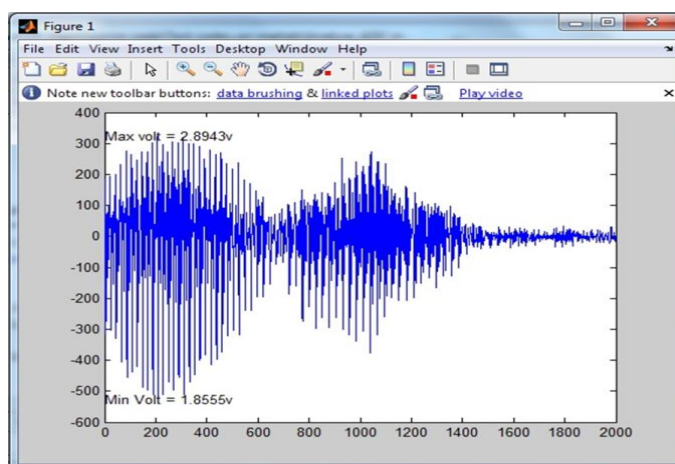 Figure 1
File Edit View Insert Tools Desktop Window Help
Note new toolbar buttons: data brushing & linked plots Play video
400
Max volt = 2.8943v
300
200
100
0
-100
-200
-300
-400
-500
Min Volt = 1.8555v
-600
0 200 400 600 800 1000 1200 1400 1600 1800 2000